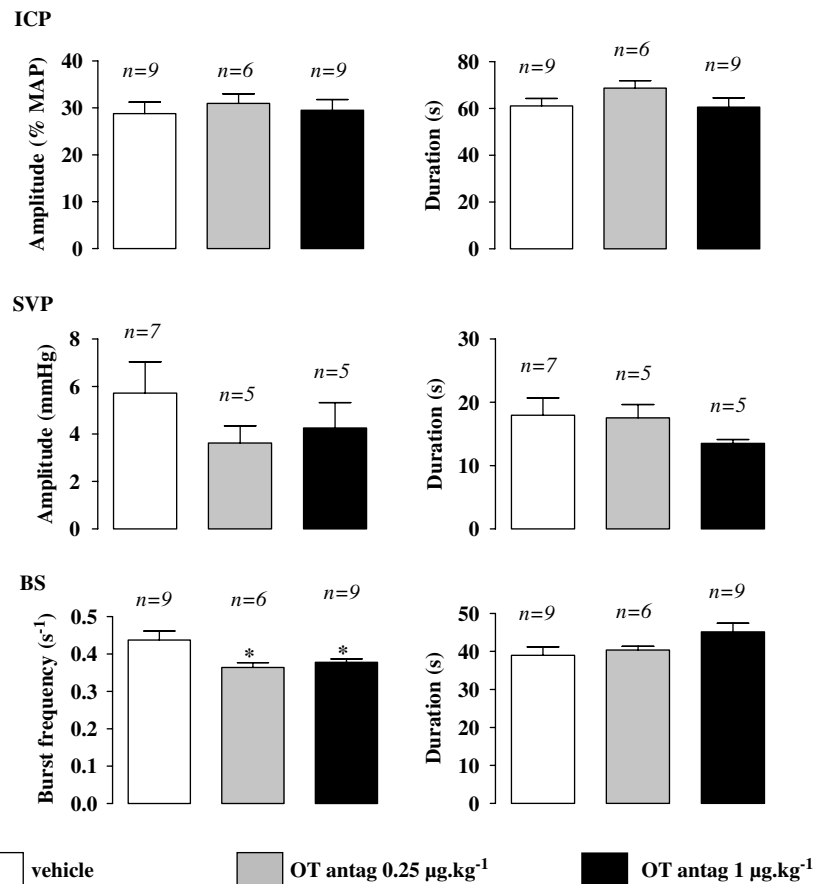 ICP
Amplitude (% MAP)
40
30
20
10
0
n=9
n=6
n=9
Duration (s)
80
60
40
20
0
n=9
n=6
n=9
SVP
Amplitude (mmHg)
8
6
4
2
0
n=7
n=5
n=5
Duration (s)
30
20
10
0
n=7
n=5
n=5
BS
Burst frequency (s-1)
0.5
0.4
0.3
0.2
0.1
0.0
n=9
n=6
n=9
*
*
Duration (s)
50
40
30
20
10
0
n=9
n=6
n=9
vehicle
OT antag 0.25 µg.kg-1
OT antag 1 µg.kg-1